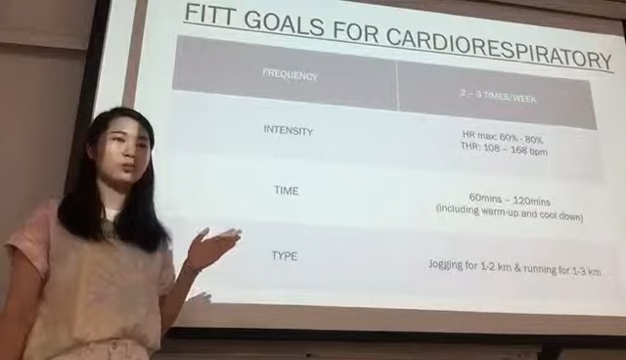 FITT GOALS FOR CARDIORESPIRATORY
FREQUENCY
2 – 3 TIMES/WEEK
INTENSITY
HR max: 60% - 80%
THR: 108 – 168 bpm
TIME
60mins – 120mins
(including warm-up and cool down)
TYPE
Jogging for 1-2 km & running for 1-3 km